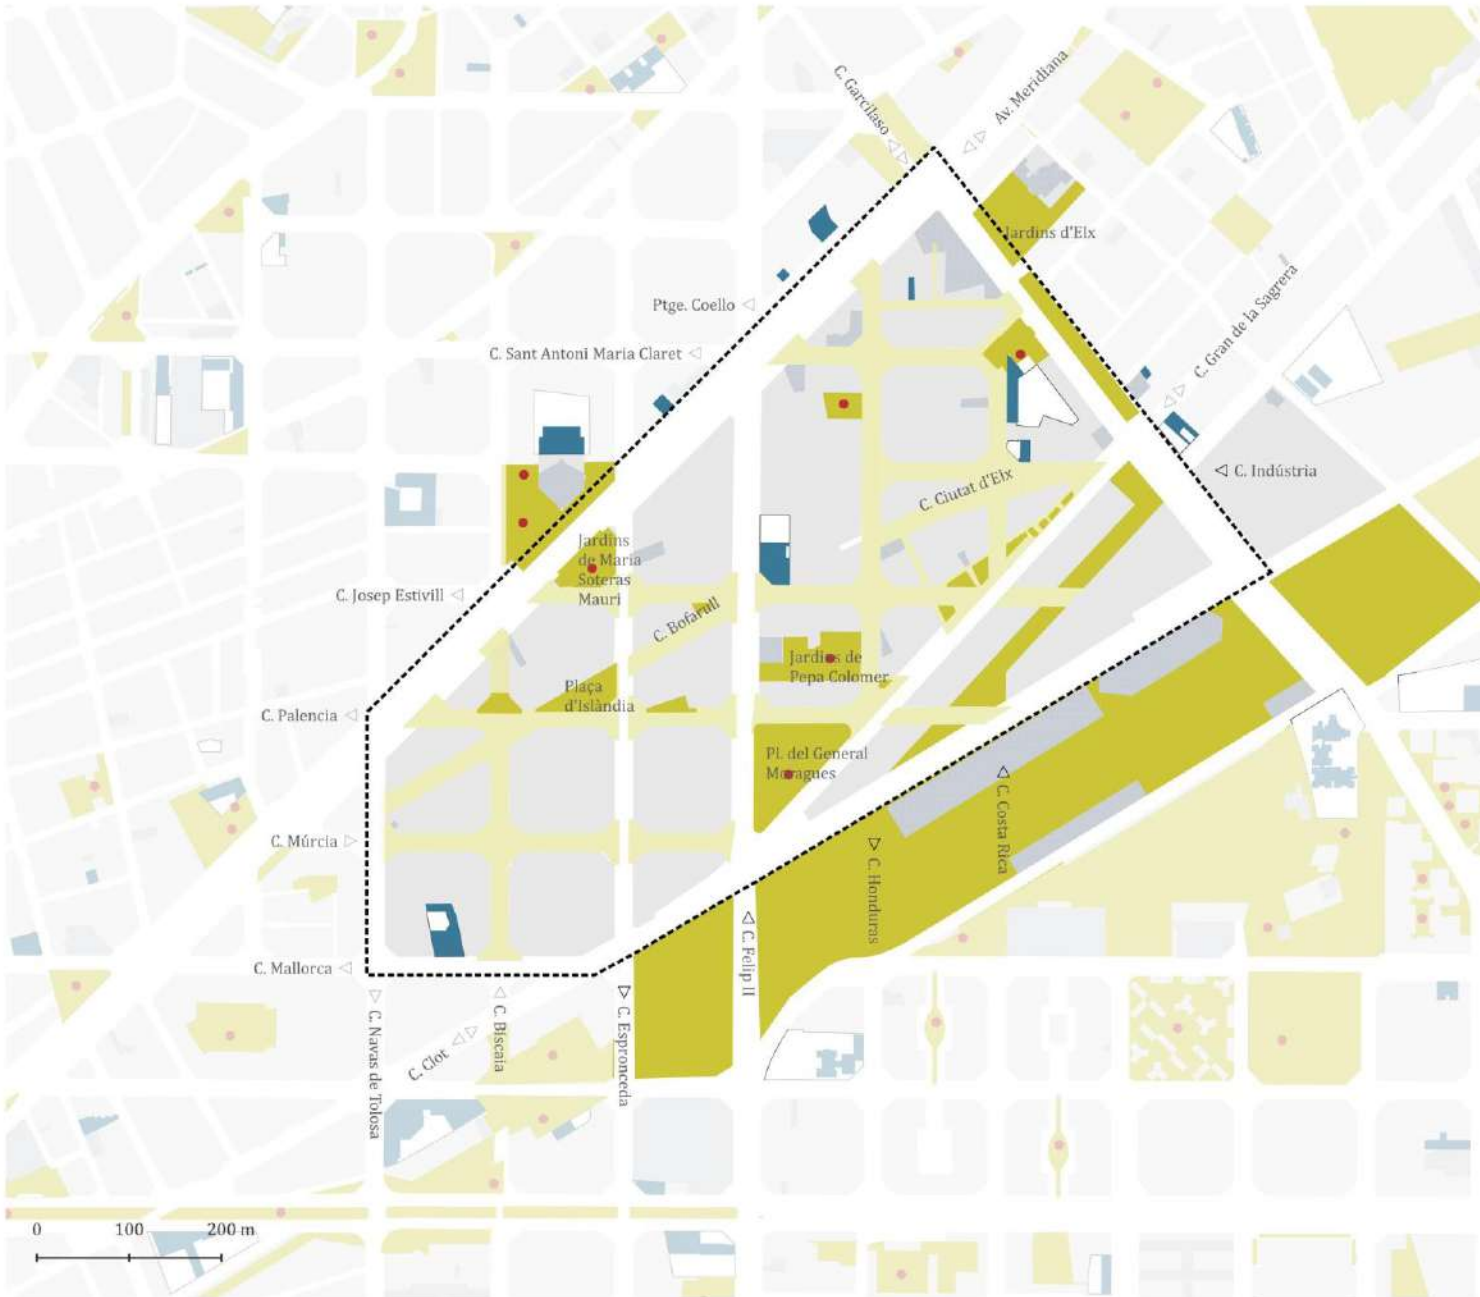 C. Garcilaso
Av. Meridiana
Jardins d'Elx
C. Gran de la Sagrera
Ptge. Coello
C. Sant Antoni Maria Claret
C. Indústria
C. Ciutat d'Elx
Jardins
de Maria
Soteras
Mauri
C. Josep Estivill
C. Bofarull
Jardins de
Pepa Colomer
Plaça
d'Islàndia
C. Palencia
Pl. del General
Moragues
C. Costa Rica
C. Múrcia
C. Honduras
C. Felip II
C. Mallorca
C. Navas de Tolosa
C. Clot
C. Biscaia
C. Espronceda
0 100 200 m